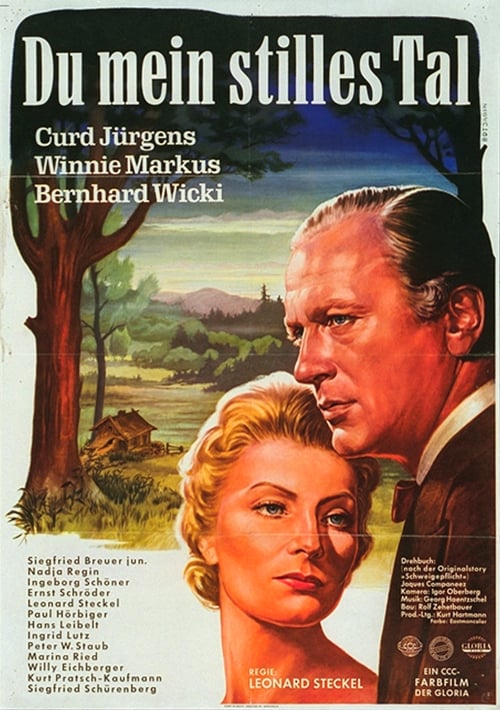 Du mein stilles Tal
Curd Jürgens
Winnie Markus
Bernhard Wicki
Siegfried Breuer jun.
Nadja Regin
Ingeborg Schöner
Ernst Schröder
Leonard Steckel
Paul Hörbiger
Hans Leibelt
Ingrid Lutz
Peter W. Staub
Marina Ried
Willy Eichberger
Kurt Pratsch-Kaufmann
Siegfried Schürenberg
REGIE:
LEONARD STECKEL
Drehbuch:
(nach der Originalstory
»Schweigepflicht«)
Jaques Companeez
Kamera: Igor Oberberg
Musik: Georg Haentzschel
Bau: Rolf Zehetbauer
Prod.-Ltg.: Kurt Hartmann
Farbe: Eastmancolor
CCC
GLORIA
EIN CCC-
FARBFILM
DER GLORIA